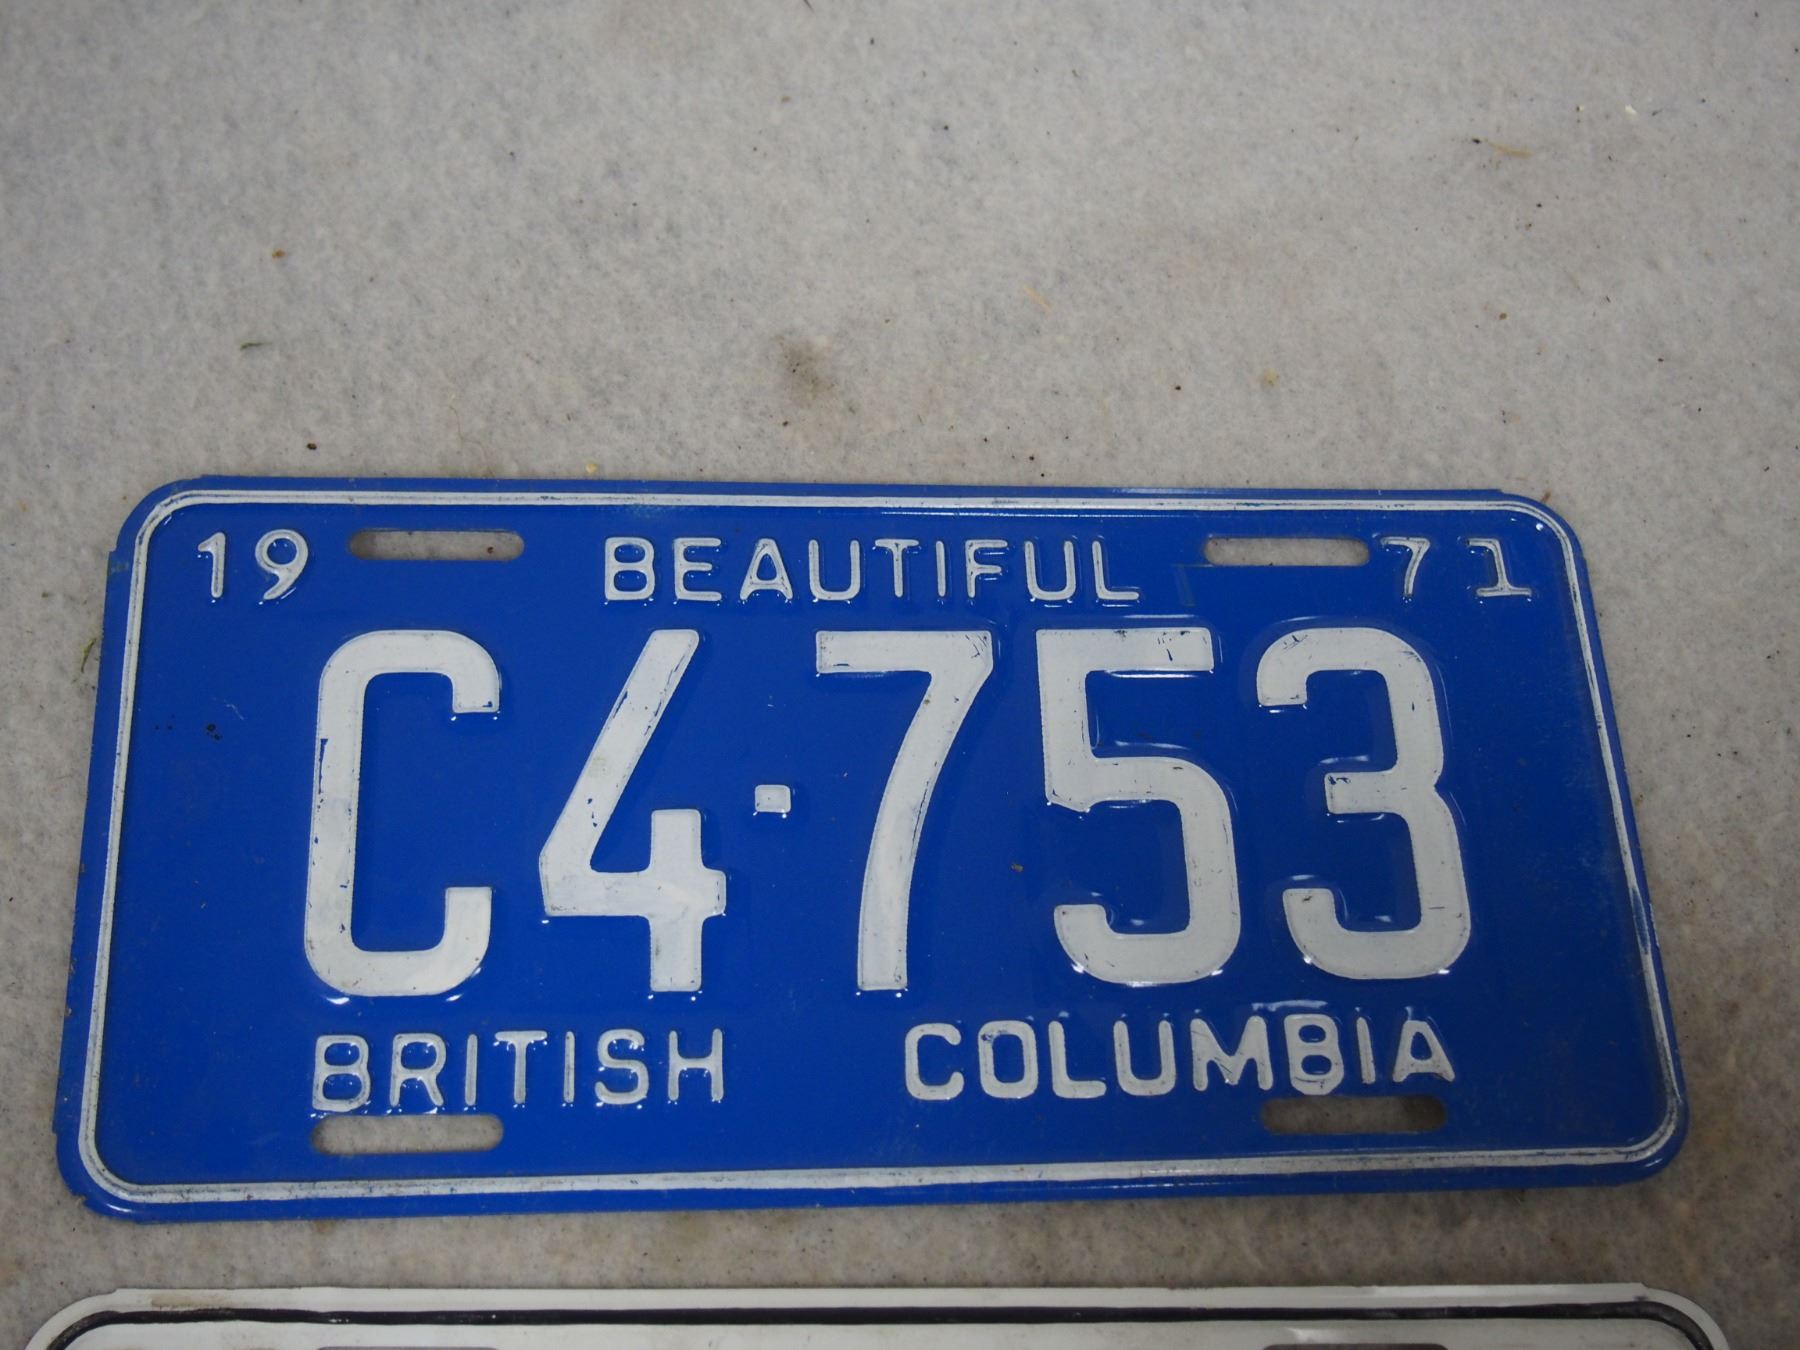 19 BEAUTIFUL 71
C4-753
BRITISH COLUMBIA